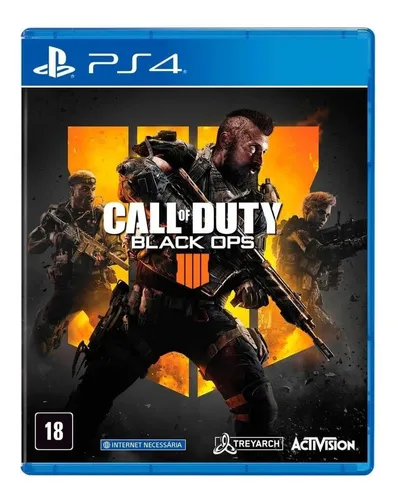 PS4
CALL OF DUTY
BLACK OPS
IIII
18
INTERNET NECESSÁRIA
TREYARCH
ACTIVISION